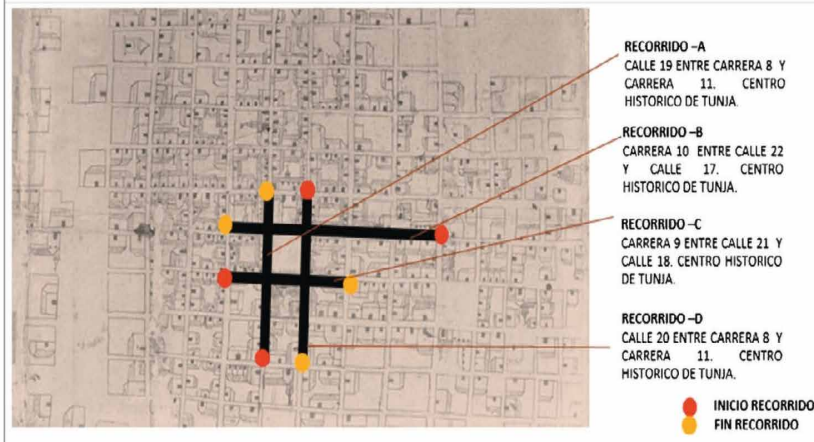 RECORRIDO –A
CALLE 19 ENTRE CARRERA 8 Y
CARRERA 11. CENTRO
HISTORICO DE TUNJA.
RECORRIDO –B
CARRERA 10 ENTRE CALLE 22
Y CALLE 17. CENTRO
HISTORICO DE TUNJA.
RECORRIDO –C
CARRERA 9 ENTRE CALLE 21 Y
CALLE 18. CENTRO HISTORICO
DE TUNJA.
RECORRIDO –D
CALLE 20 ENTRE CARRERA 8 Y
CARRERA 11. CENTRO
HISTORICO DE TUNJA.
INICIO RECORRIDO
FIN RECORRIDO